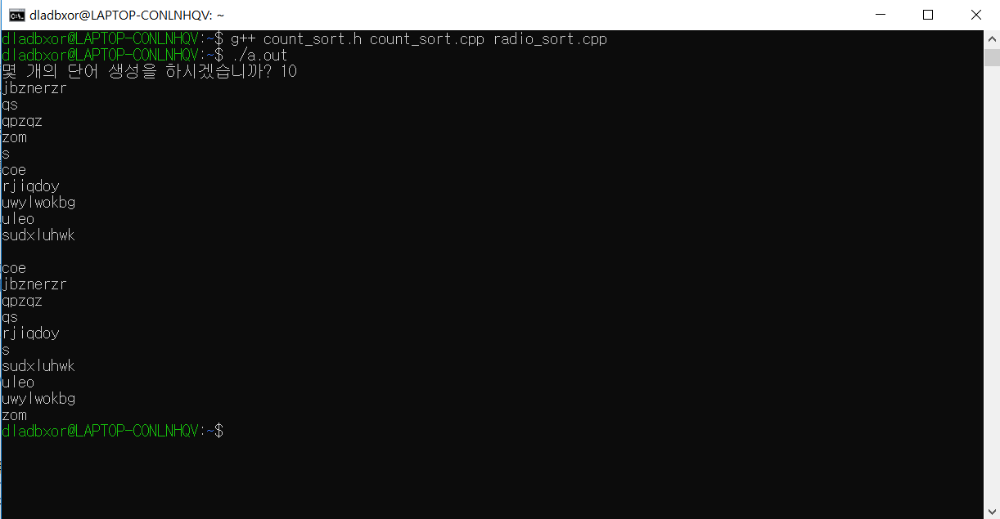 dladbxor@LAPTOP-CONLNHQV: ~
dladbxor@LAPTOP-CONLNHQV:~$ g++ count_sort.h count_sort.cpp radio_sort.cpp
dladbxor@LAPTOP-CONLNHQV:~$ ./a.out
몇 개의 단어 생성을 하시겠습니까? 10
jbznerzr
qs
qpzqz
zom
s
coe
rjiqdoy
uwylwokbg
uleo
sudxluhwk
coe
jbznerzr
qpzqz
qs
rjiqdoy
s
sudxluhwk
uleo
uwylwokbg
zom
dladbxor@LAPTOP-CONLNHQV:~$